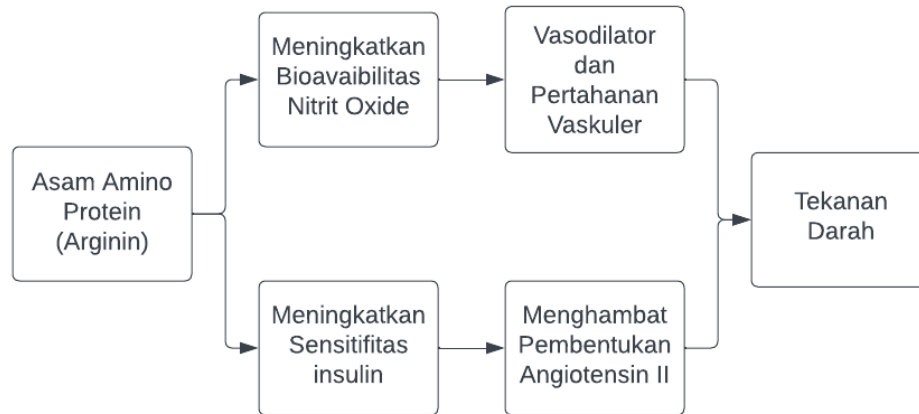 Asam Amino
Protein
(Arginin)
Meningkatkan
Bioavaibilitas
Nitrit Oxide
Vasodilator
dan
Pertahanan
Vaskuler
Meningkatkan
Sensitifitas
insulin
Menghambat
Pembentukan
Angiotensin II
Tekanan
Darah